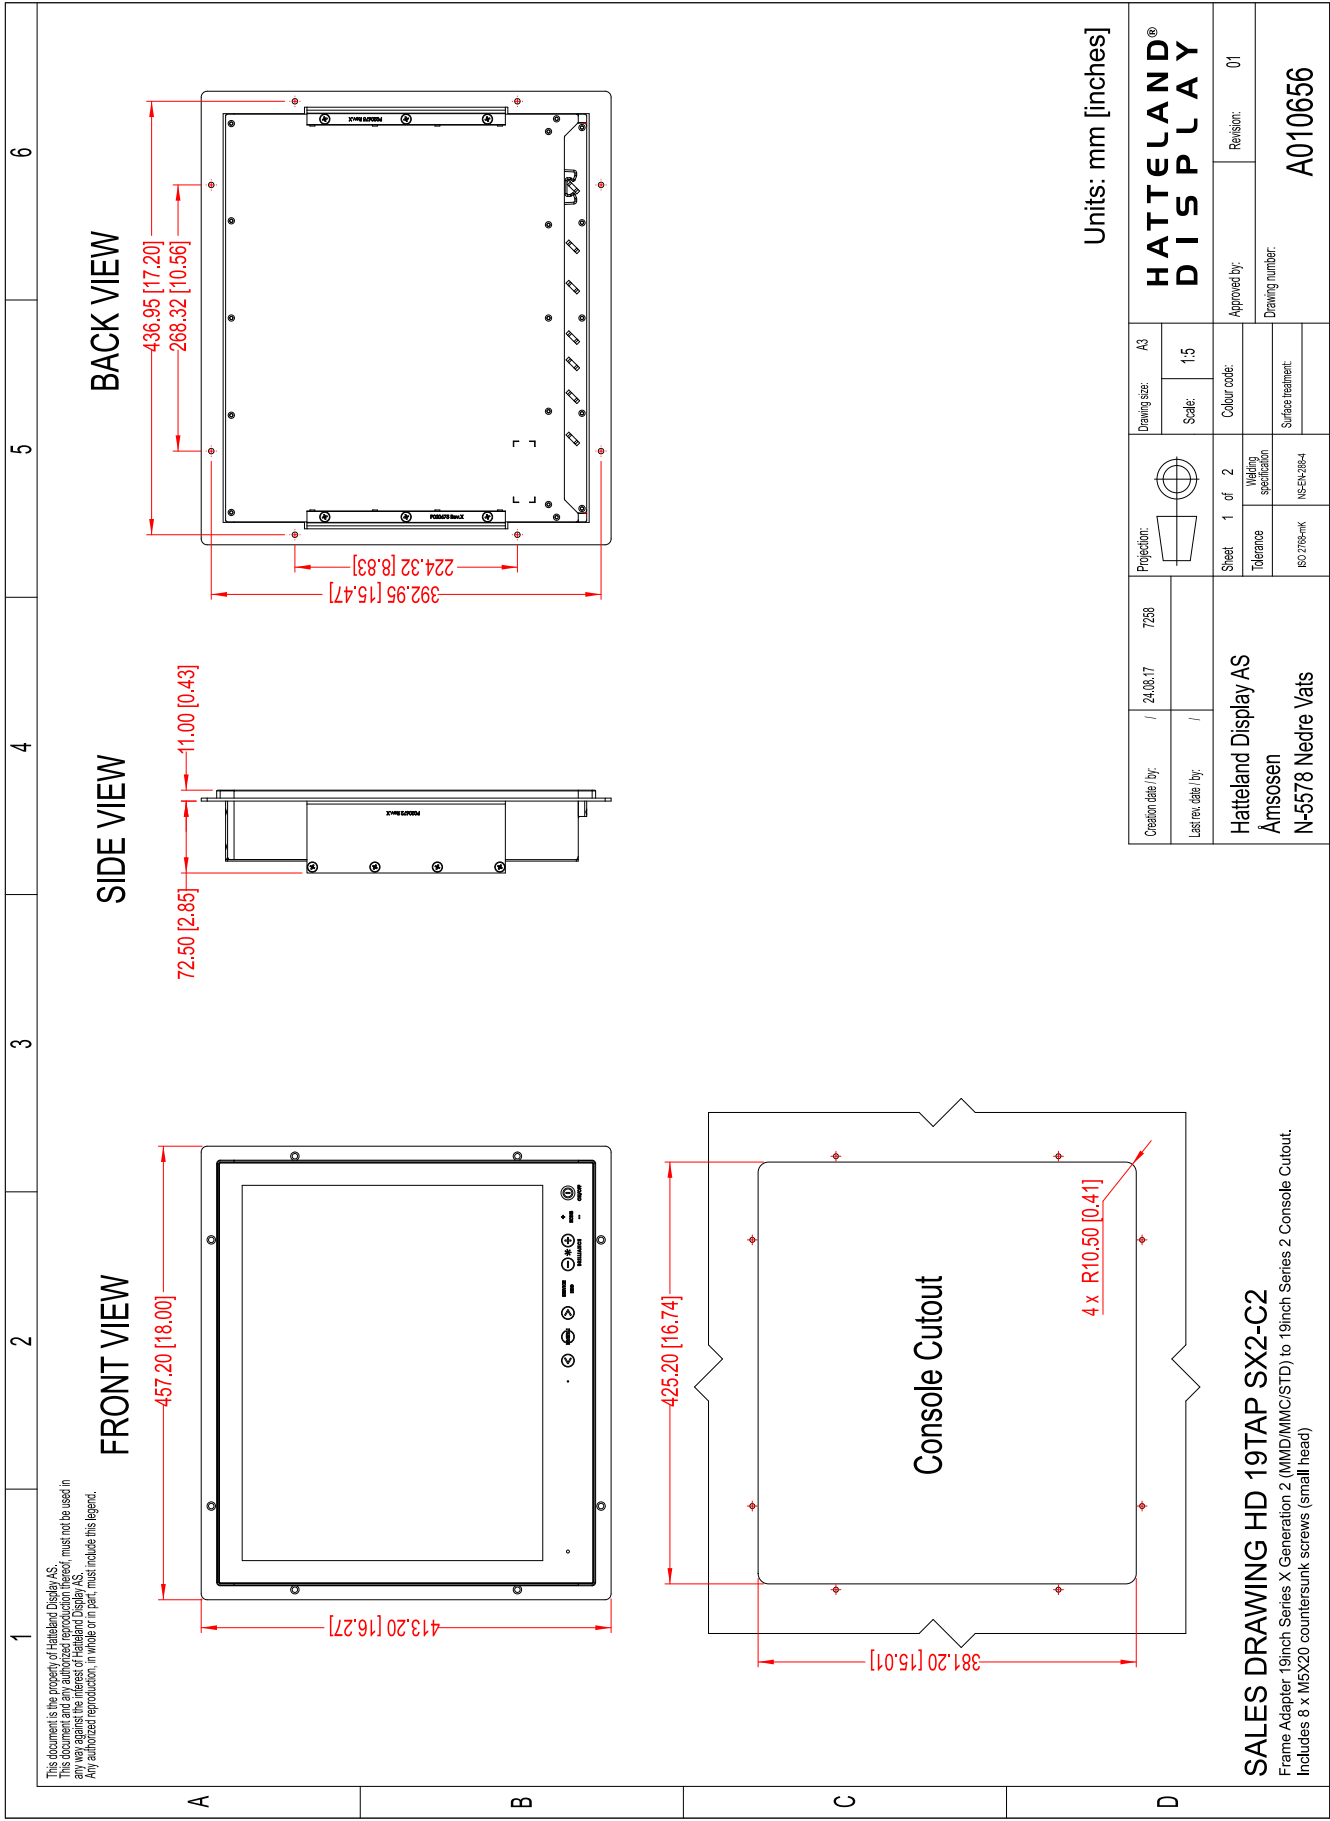 1
2
3
4
5
6
A
B
C
D
This document is the property of Hatteland Display AS.
This document and any authorized reproduction thereof, must not be used in
any way against the interest of Hatteland Display AS.
Any authorized reproduction, in whole or in part, must include this legend.
FRONT VIEW
457.20 [18.00]
413.20 [16.27]
SIDE VIEW
72.50 [2.85]
11.00 [0.43]
BACK VIEW
436.95 [17.20]
268.32 [10.56]
224.32 [8.83]
392.95 [15.47]
425.20 [16.74]
381.20 [15.01]
Console Cutout
4 x R10.50 [0.41]
Units: mm [inches]
SALES DRAWING HD 19TAP SX2-C2
Frame Adapter 19inch Series X Generation 2 (MMD/MMC/STD) to 19inch Series 2 Console Cutout.
Includes 8 x M5X20 countersunk screws (small head)
Creation date / by: / 24.08.17 7258
Last rev. date / by: /
Hatteland Display AS
Åmsosen
N-5578 Nedre Vats
Projection:
Sheet 1 of 2
Tolerance
Welding
specification
ISO 2768-mK
NS-EN-288-4
Drawing size: A3
Scale: 1:5
Colour code:
Surface treatment:
HATTELAND®
DISPLAY
Approved by:
Revision: 01
Drawing number:
A010656